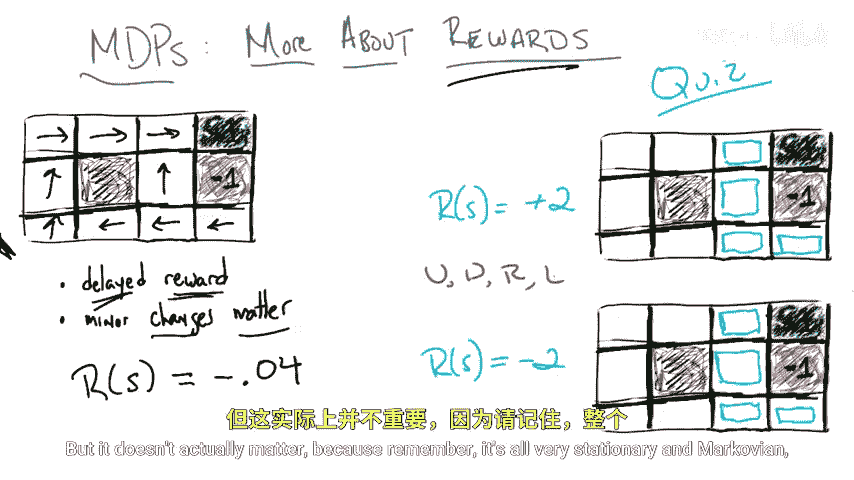 MDPs: More About Rewards
Quiz
-1
• delayed reward
• minor changes matter
R(s) = -.04
R(s) = +2
U, D, R, L
R(s) = -2
-1
-1
但这实际上并不重要，因为请记住，整个
But it doesn't actually matter, because remember, it's all very stationary and Markovian,